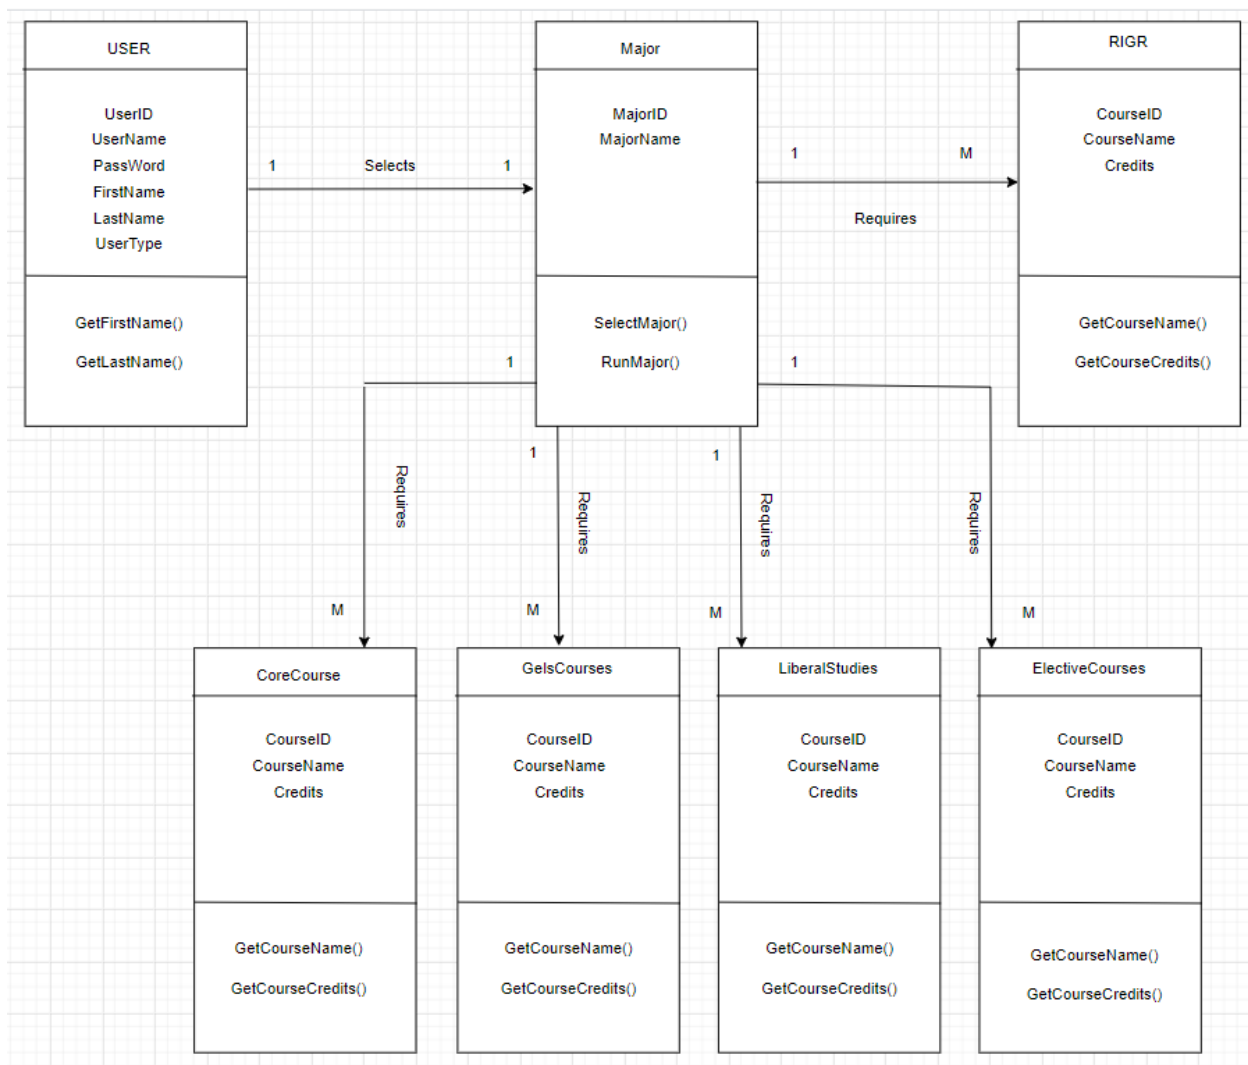 USER
UserID
UserName
PassWord
FirstName
LastName
UserType
GetFirstName()
GetLastName()
1 Selects 1
Major
MajorID
MajorName
SelectMajor()
RunMajor()
1 M
Requires
RIGR
CourseID
CourseName
Credits
GetCourseName()
GetCourseCredits()
1
Requires
M
1
Requires
M
1
Requires
M
1
Requires
M
CoreCourse
CourseID
CourseName
Credits
GetCourseName()
GetCourseCredits()
GelsCourses
CourseID
CourseName
Credits
GetCourseName()
GetCourseCredits()
LiberalStudies
CourseID
CourseName
Credits
GetCourseName()
GetCourseCredits()
ElectiveCourses
CourseID
CourseName
Credits
GetCourseName()
GetCourseCredits()